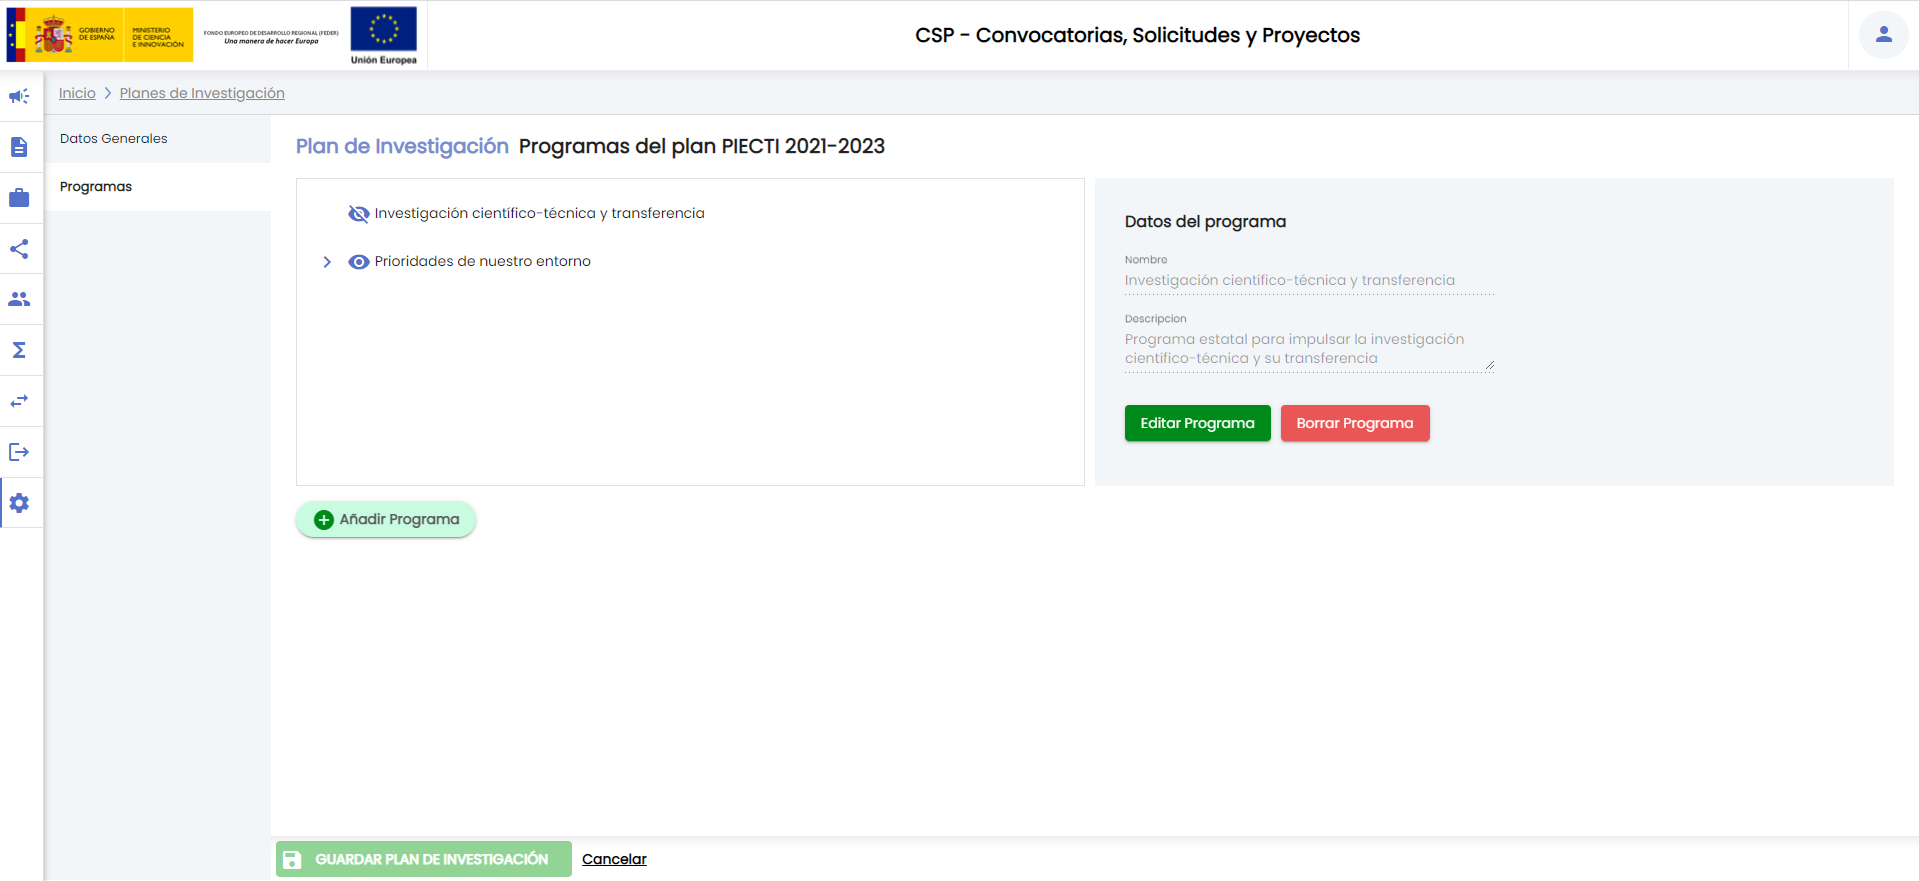 GOBIERNO
DE ESPAÑA
MINISTERIO
DE CIENCIA
E INNOVACIÓN
FONDO EUROPEO DE DESARROLLO REGIONAL (FEDER)
Una manera de hacer Europa
Unión Europea
CSP - Convocatorias, Solicitudes y Proyectos
Inicio > Planes de Investigación
Datos Generales
Programas
Plan de Investigación Programas del plan PIECTI 2021-2023
Investigación científico-técnica y transferencia
Prioridades de nuestro entorno
Datos del programa
Nombre
Investigación científico-técnica y transferencia
Descripcion
Programa estatal para impulsar la investigación
científico-técnica y su transferencia
Editar Programa
Borrar Programa
Añadir Programa
GUARDAR PLAN DE INVESTIGACIÓN
Cancelar